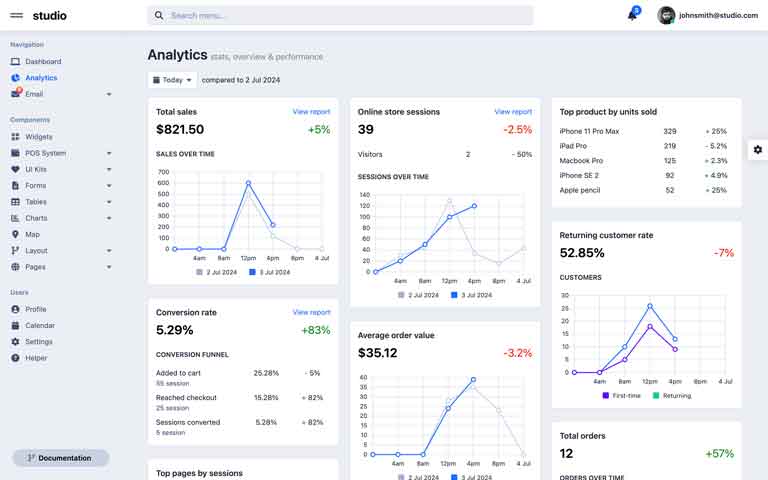 studio
Search menu...
3
johnsmith@studio.com
Navigation
Dashboard
Analytics
Email
Components
Widgets
POS System
UI Kits
Forms
Tables
Charts
Map
Layout
Pages
Users
Profile
Calendar
Settings
Helper
Documentation
Analytics stats, overview & performance
Today compared to 2 Jul 2024
Total sales View report
$821.50 +5%
SALES OVER TIME
700
600
500
400
300
200
100
0
4am 8am 12pm 4pm 8pm 4 Jul
2 Jul 2024 3 Jul 2024
Conversion rate View report
5.29% +83%
CONVERSION FUNNEL
Added to cart 25.28% - 5%
55 session
Reached checkout 15.28% + 82%
25 session
Sessions converted 5.28% + 82%
5 session
Top pages by sessions
Online store sessions View report
39 -2.5%
Visitors 2 - 50%
SESSIONS OVER TIME
140
120
100
80
60
40
20
0
4am 8am 12pm 4pm 8pm 4 Jul
2 Jul 2024 3 Jul 2024
Average order value
$35.12 -3.2%
40
35
30
25
20
15
10
5
0
4am 8am 12pm 4pm 8pm 4 Jul
2 Jul 2024 3 Jul 2024
Top product by units sold
iPhone 11 Pro Max 329 + 25%
iPad Pro 219 - 5.2%
Macbook Pro 125 + 2.3%
iPhone SE 2 92 + 4.9%
Apple pencil 52 + 25%
Returning customer rate
52.85% -7%
CUSTOMERS
30
25
20
15
10
5
0
4am 8am 12pm 4pm 8pm 4 Jul
First-time Returning
Total orders
12 +57%
ORDERS OVER TIME